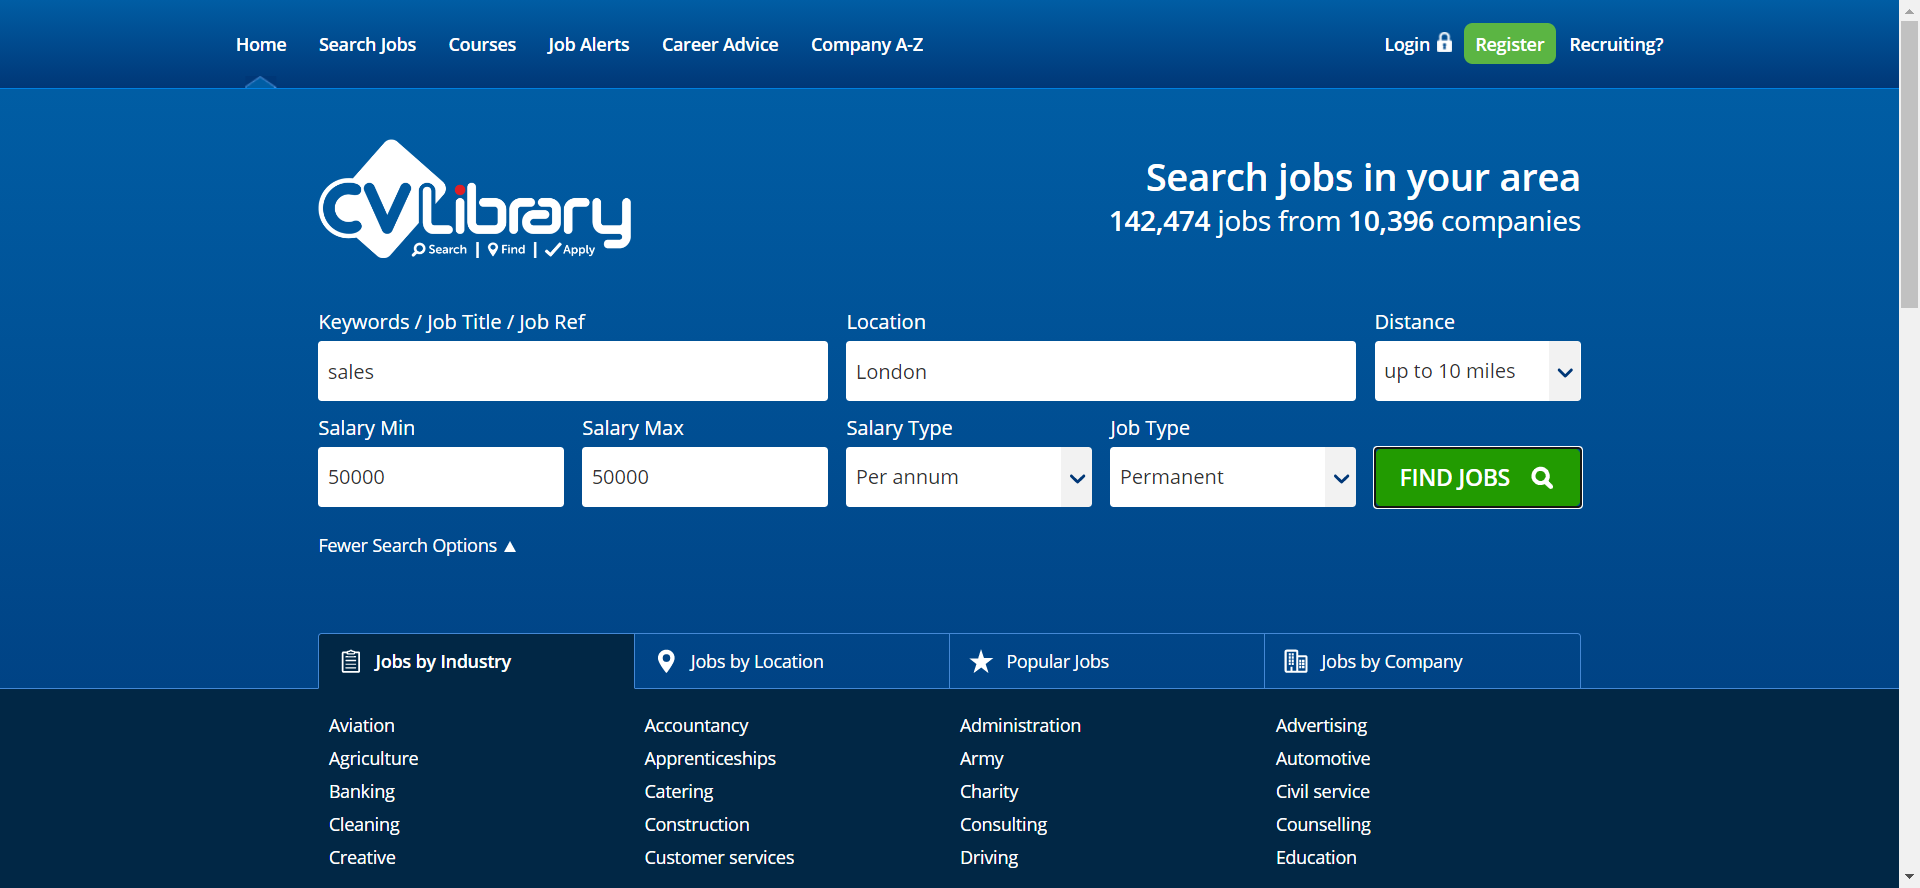 Home Search Jobs Courses Job Alerts Career Advice Company A-Z Login Register Recruiting?
CV Library
Search | Find | Apply
Search jobs in your area
142,474 jobs from 10,396 companies
Keywords / Job Title / Job Ref Location Distance
sales London up to 10 miles
Salary Min Salary Max Salary Type Job Type
50000 50000 Per annum Permanent FIND JOBS
Fewer Search Options ▲
Jobs by Industry Jobs by Location Popular Jobs Jobs by Company
Aviation Accountancy Administration Advertising
Agriculture Apprenticeships Army Automotive
Banking Catering Charity Civil service
Cleaning Construction Consulting Counselling
Creative Customer services Driving Education